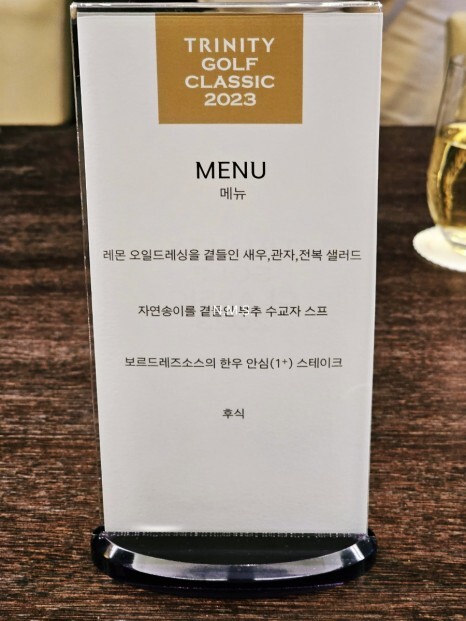 TRINITY
GOLF
CLASSIC
2023
MENU
메뉴
레몬 오일드레싱을 곁들인 새우,관자,전복 샐러드
자연송이를 곁들인 부추 수교자 스프
보르드레즈소스의 한우 안심(1⁺) 스테이크
후식